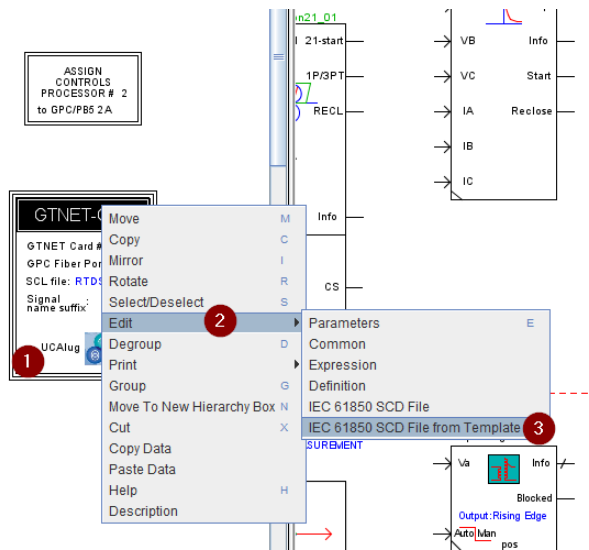 n21_01
21-start
1P/3PT
RECL
VB
VC
IA
IB
IC
Info
Start
Reclose
ASSIGN
CONTROLS
PROCESSOR # 2
to GPC/PB5 2A
GTNET-G
GTNET Card #
GPC Fiber Por
SCL file: RTDS
Signal
name suffix :
UCAlug
1
Move M
Copy C
Mirror I
Rotate R
Select/Deselect S
Edit 2
Degroup D
Print
Group G
Move To New Hierarchy Box N
Cut X
Copy Data
Paste Data
Help H
Description
Info
CS
Parameters E
Common
Expression
Definition
IEC 61850 SCD File
IEC 61850 SCD File from Template 3
SUREMENT
Va
Info
Blocked
Output:Rising Edge
Auto Man
pos